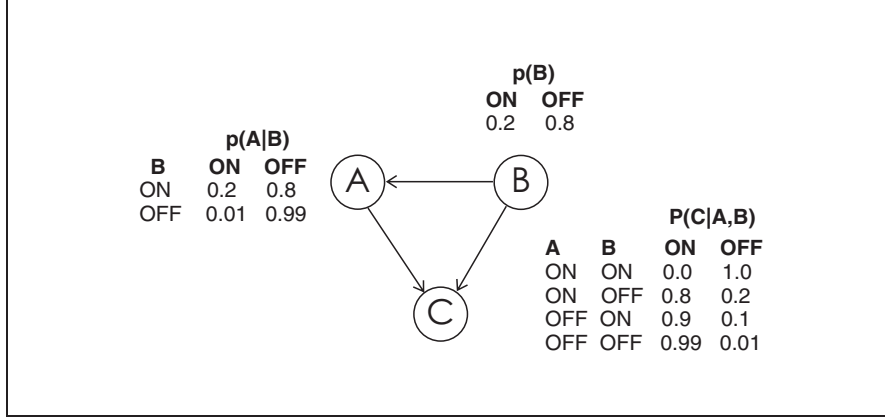 p(B)
ON OFF
0.2 0.8
p(A|B)
B ON OFF
ON 0.2 0.8
OFF 0.01 0.99
A
B
P(C|A,B)
A B ON OFF
ON ON 0.0 1.0
ON OFF 0.8 0.2
OFF ON 0.9 0.1
OFF OFF 0.99 0.01
C